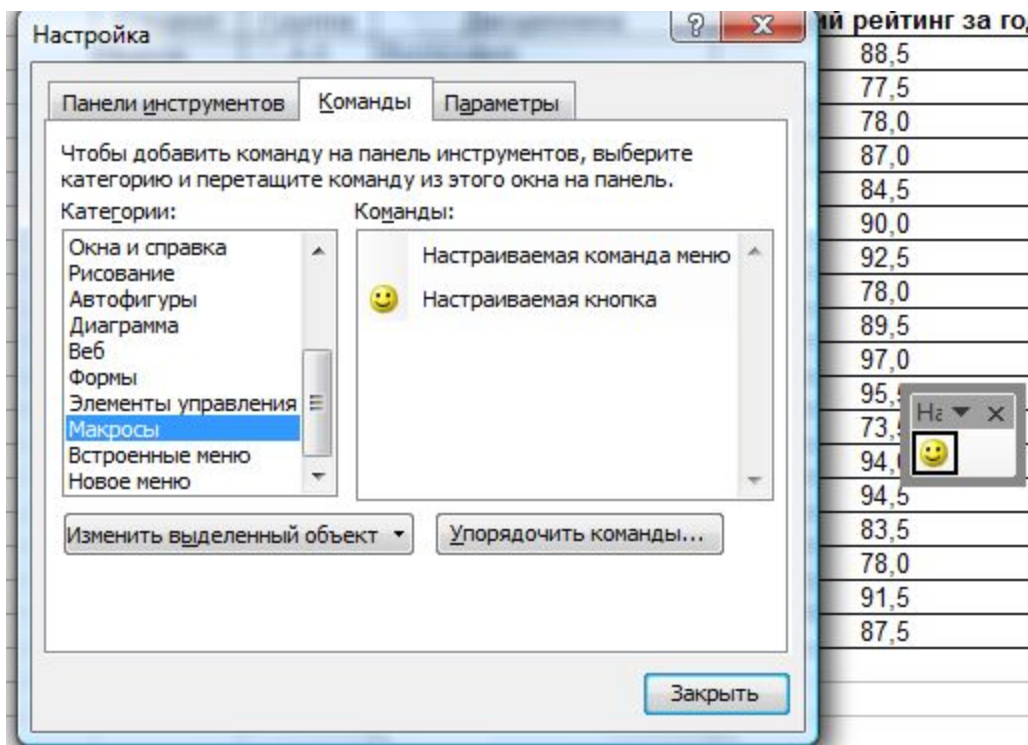 Настройка
Панели инструментов
Команды
Параметры
Чтобы добавить команду на панель инструментов, выберите
категорию и перетащите команду из этого окна на панель.
Категории:
Окна и справка
Рисование
Автофигуры
Диаграмма
Веб
Формы
Элементы управления
Макросы
Встроенные меню
Новое меню
Команды:
Настраиваемая команда меню
Настраиваемая кнопка
Изменить выделенный объект
Упорядочить команды...
Закрыть
рейтинг за
88,5
77,5
78,0
87,0
84,5
90,0
92,5
78,0
89,5
97,0
95,
73,
94,
94,5
83,5
78,0
91,5
87,5
На